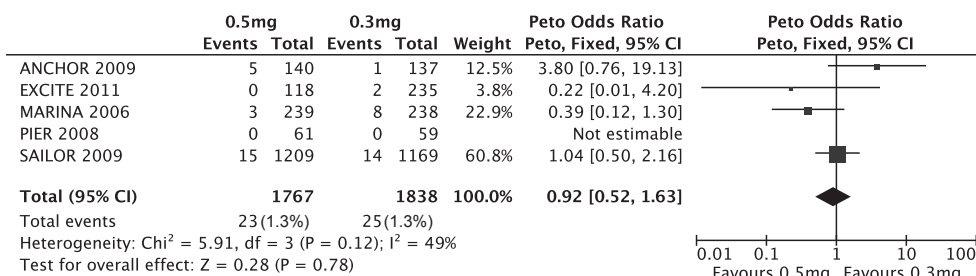 0.5mg 0.3mg Peto Odds Ratio Peto Odds Ratio
Events Total Events Total Weight Peto, Fixed, 95% CI Peto, Fixed, 95% CI
ANCHOR 2009 5 140 1 137 12.5% 3.80 [0.76, 19.13]
EXCITE 2011 0 118 2 235 3.8% 0.22 [0.01, 4.20]
MARINA 2006 3 239 8 238 22.9% 0.39 [0.12, 1.30]
PIER 2008 0 61 0 59 Not estimable
SAILOR 2009 15 1209 14 1169 60.8% 1.04 [0.50, 2.16]
Total (95% CI) 1767 1838 100.0% 0.92 [0.52, 1.63]
Total events 23(1.3%) 25(1.3%)
Heterogeneity: Chi² = 5.91, df = 3 (P = 0.12); I² = 49%
Test for overall effect: Z = 0.28 (P = 0.78)
0.01 0.1 1 10 100
Favours 0.5mg Favours 0.3mg